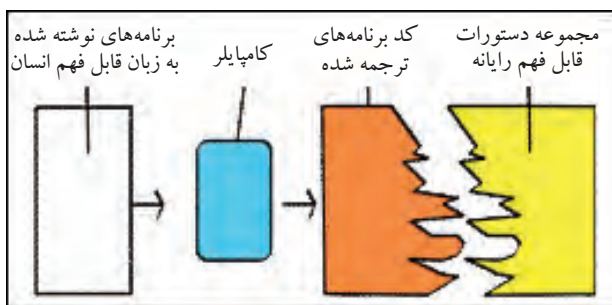 مجموعه دستورات
قابل فهم رایانه
کد برنامه‌های
ترجمه شده
کامپایلر
برنامه‌های نوشته شده
به زبان قابل فهم انسان